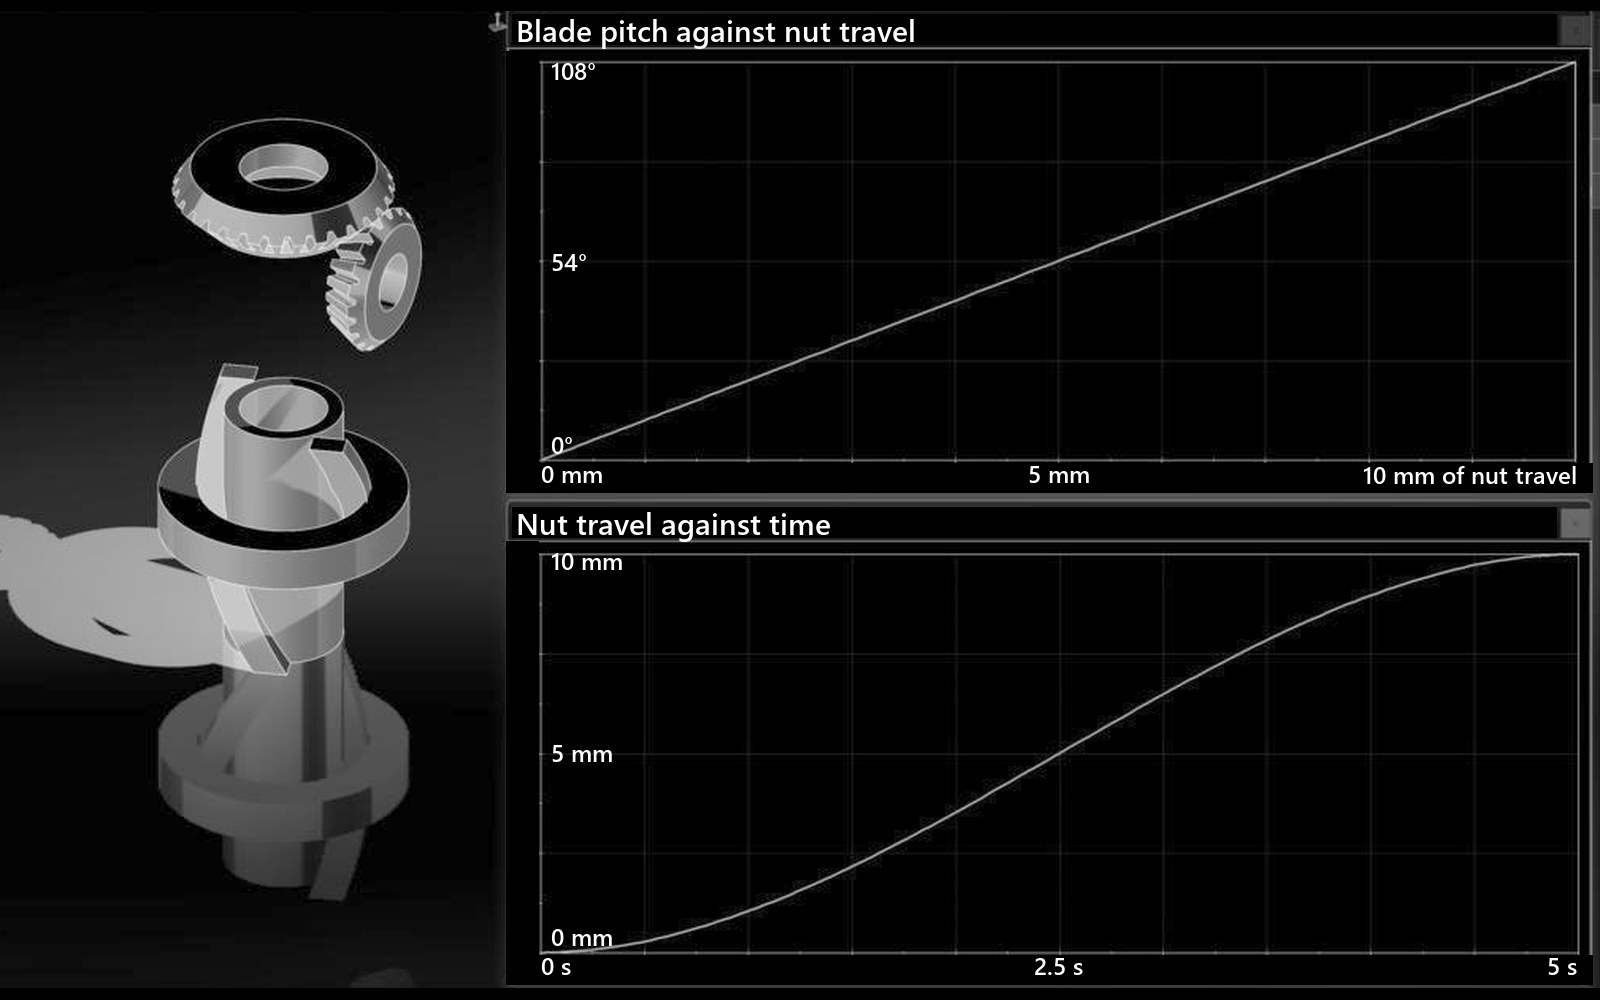 Blade pitch against nut travel
108°
54°
0°
0 mm
5 mm
10 mm of nut travel
Nut travel against time
10 mm
5 mm
0 mm
0 s
2.5 s
5 s